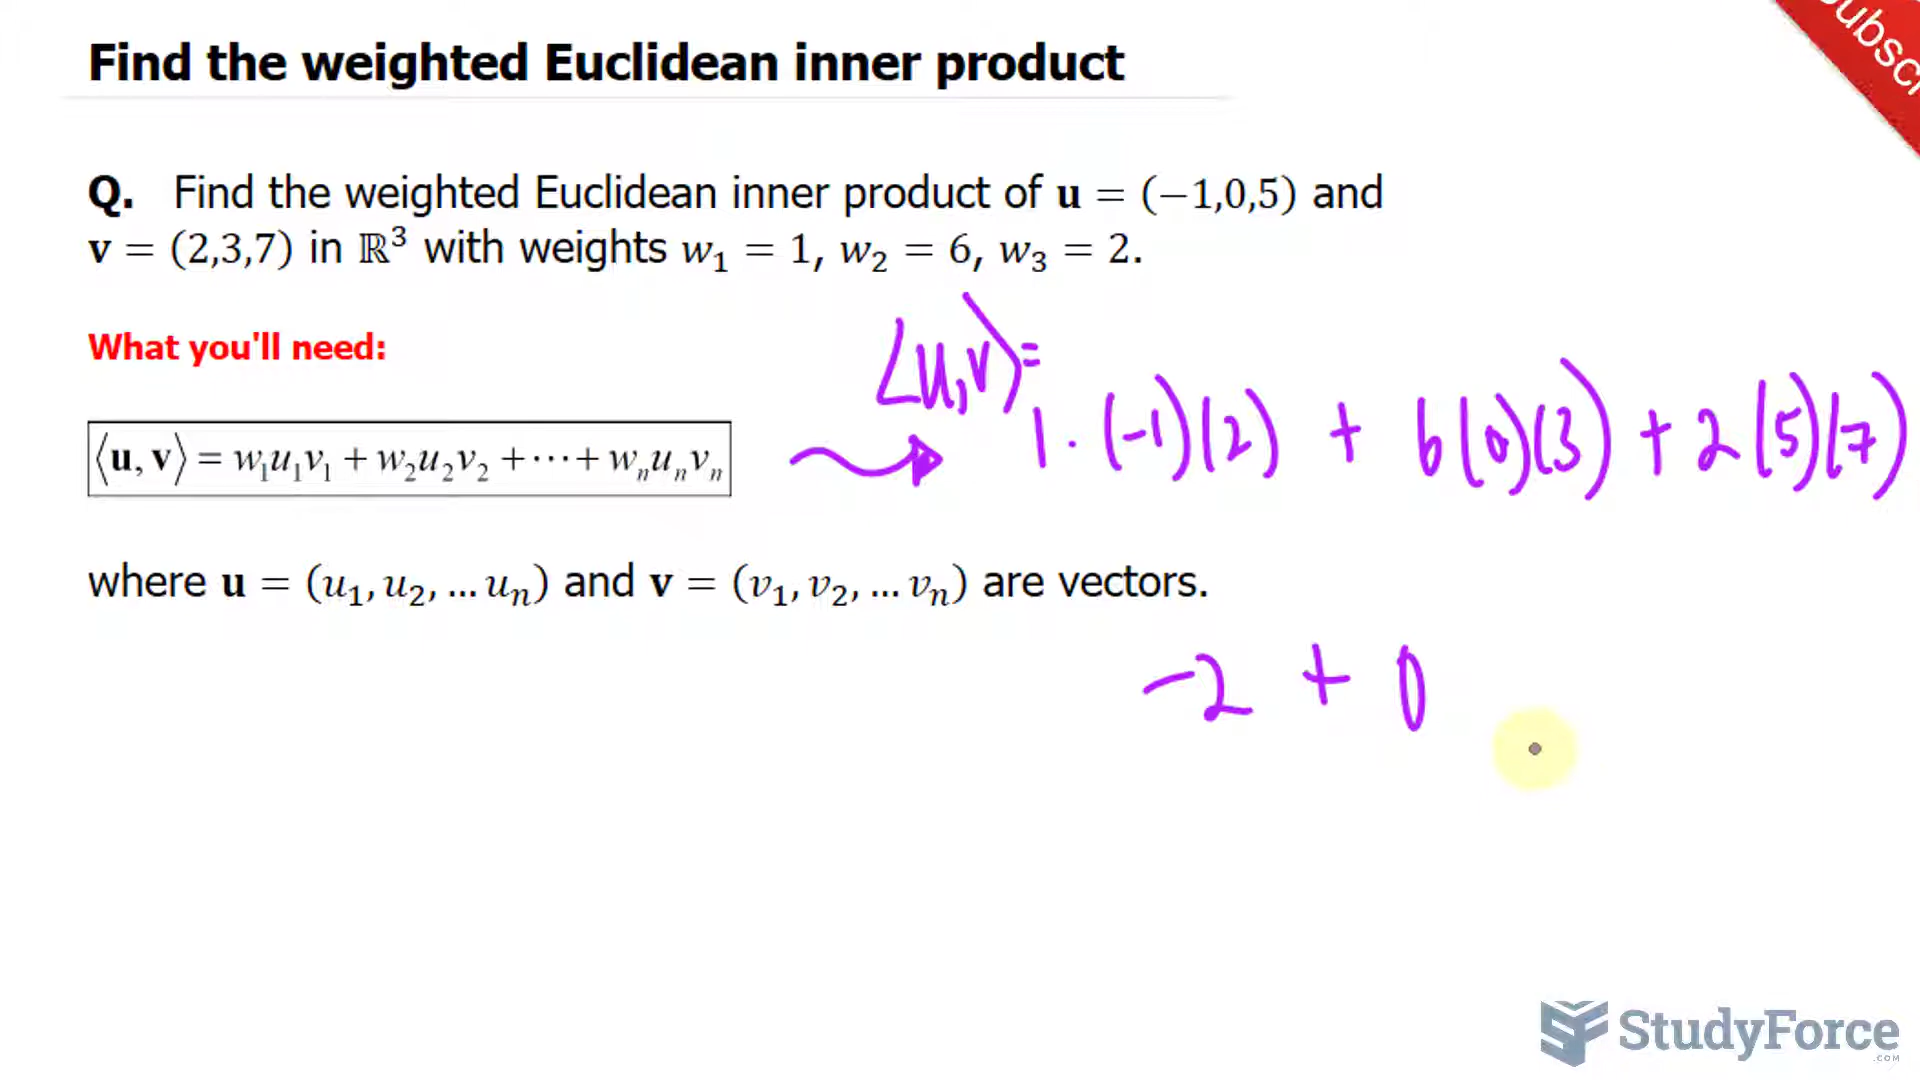 Find the weighted Euclidean inner product
Subscr
Q. Find the weighted Euclidean inner product of u = (−1,0,5) and
v = (2,3,7) in ℝ³ with weights w₁ = 1, w₂ = 6, w₃ = 2.
What you'll need:
⟨u,v⟩=
⟨u, v⟩ = w₁u₁v₁ + w₂u₂v₂ + ⋯ + wₙuₙvₙ
1·(-1)(2) + 6(0)(3) + 2(5)(7)
where u = (u₁, u₂, … uₙ) and v = (v₁, v₂, … vₙ) are vectors.
-2 + 0
StudyForce
.COM